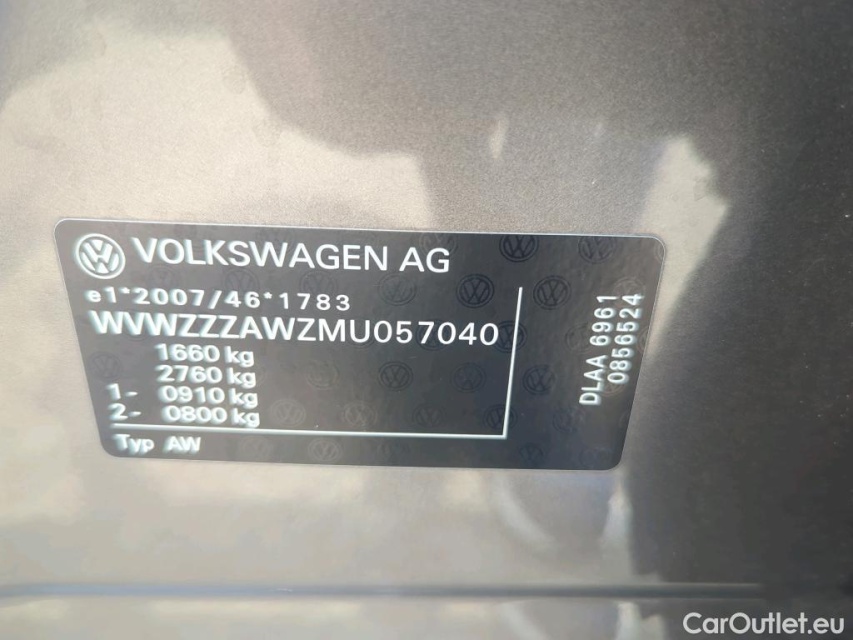 VOLKSWAGEN AG
e1*2007/46*1783
WVWZZZAWZMU057040
1660 kg
2760 kg
1- 0910 kg
2- 0800 kg
Typ AW
DLAA 6961
0856524
CarOutlet.eu